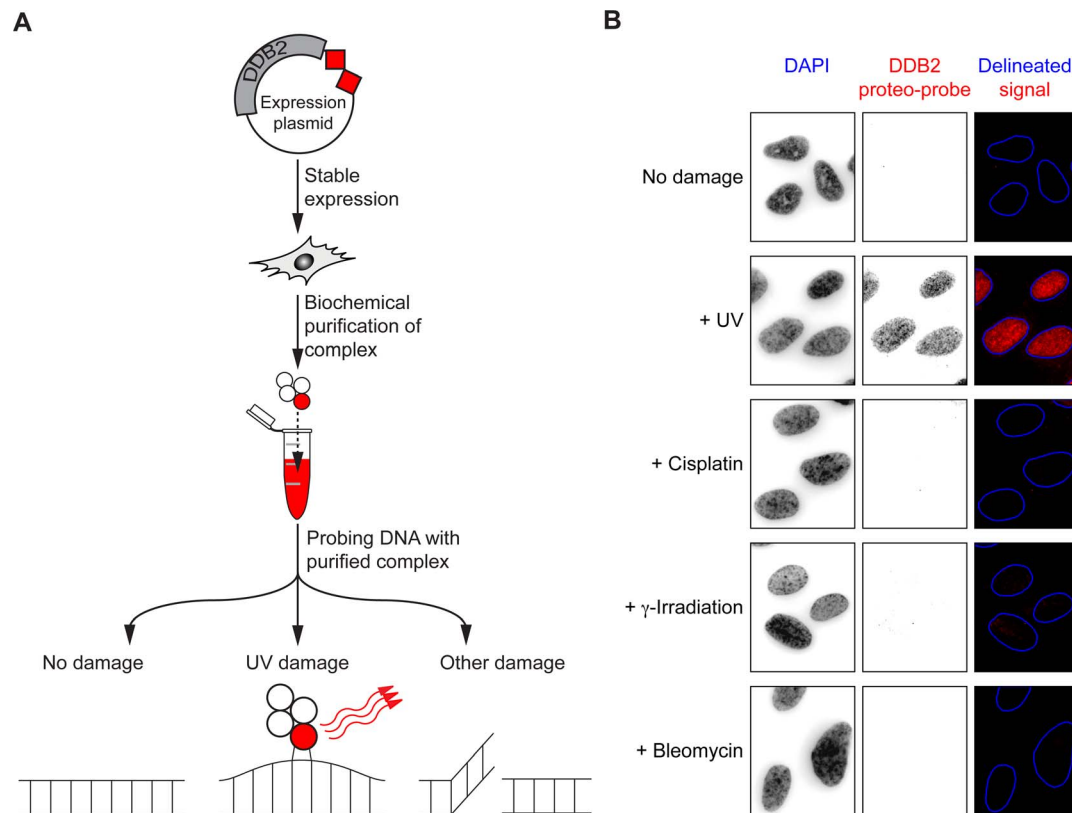 A
DDB2
Expression
plasmid
Stable
expression
Biochemical
purification of
complex
Probing DNA with
purified complex
No damage
UV damage
Other damage
B
DAPI
DDB2
proteo-probe
Delineated
signal
No damage
+ UV
+ Cisplatin
+ γ-Irradiation
+ Bleomycin